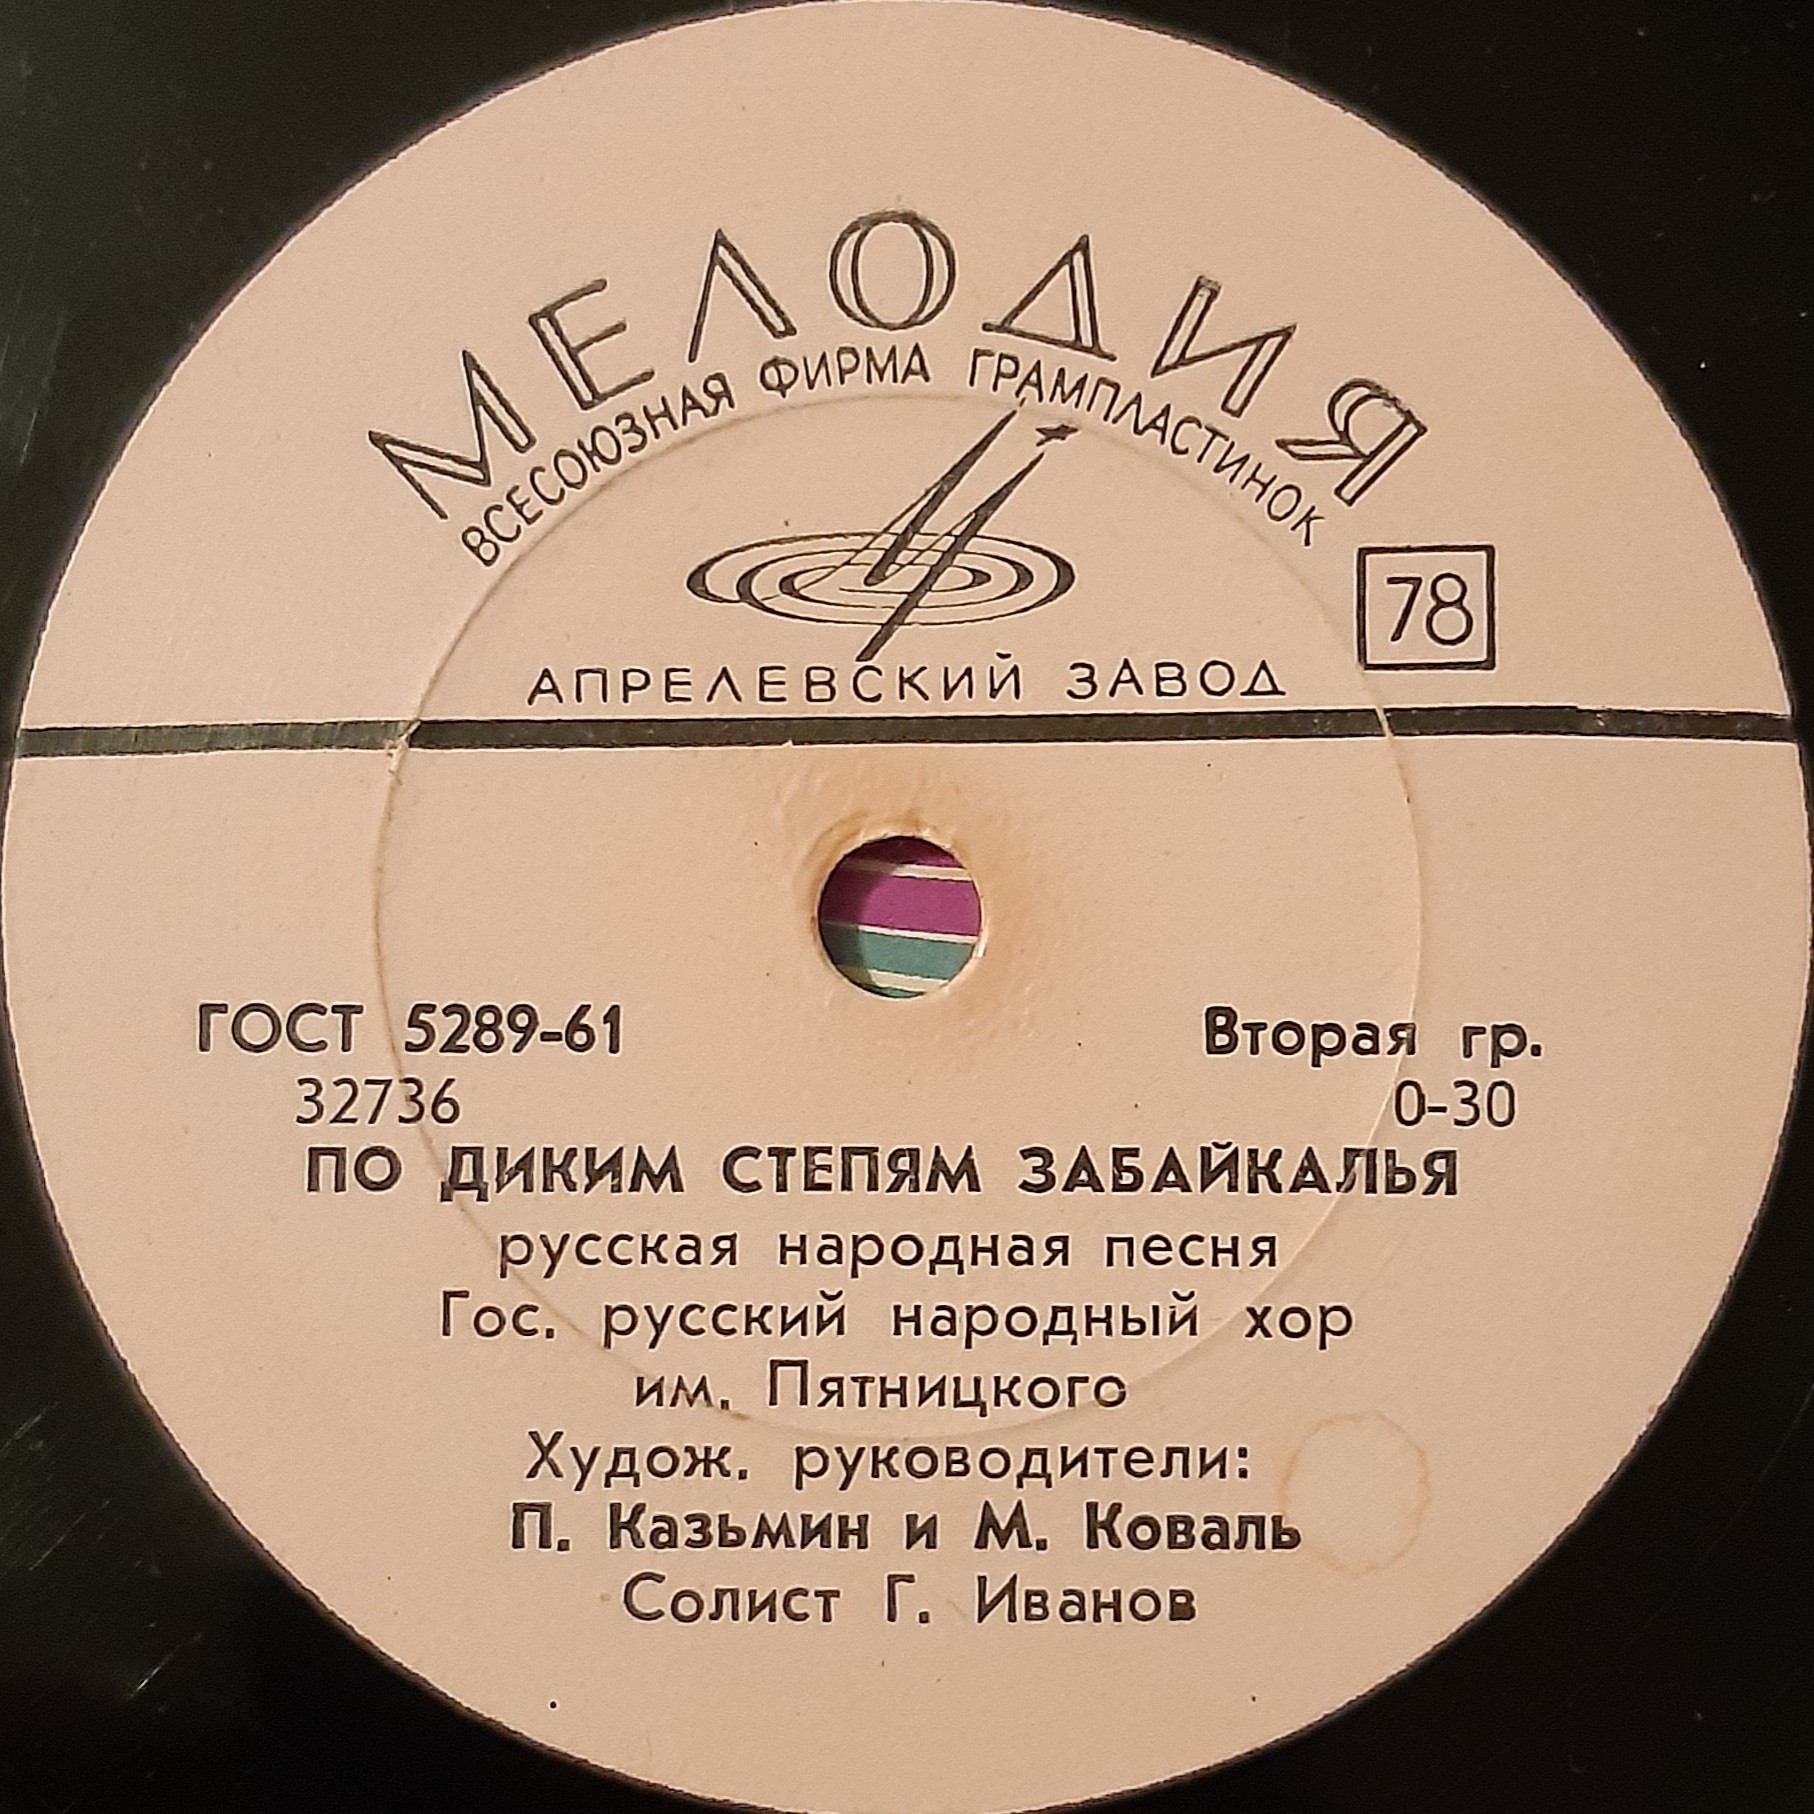 МЕЛОДИЯ
ВСЕСОЮЗНАЯ ФИРМА ГРАМПЛАСТИНОК
78
АПРЕЛЕВСКИЙ ЗАВОД
ГОСТ 5289-61 Вторая гр.
32736 0-30
ПО ДИКИМ СТЕПЯМ ЗАБАЙКАЛЬЯ
русская народная песня
Гос. русский народный хор
им. Пятницкого
Худож. руководители:
П. Казьмин и М. Коваль
Солист Г. Иванов